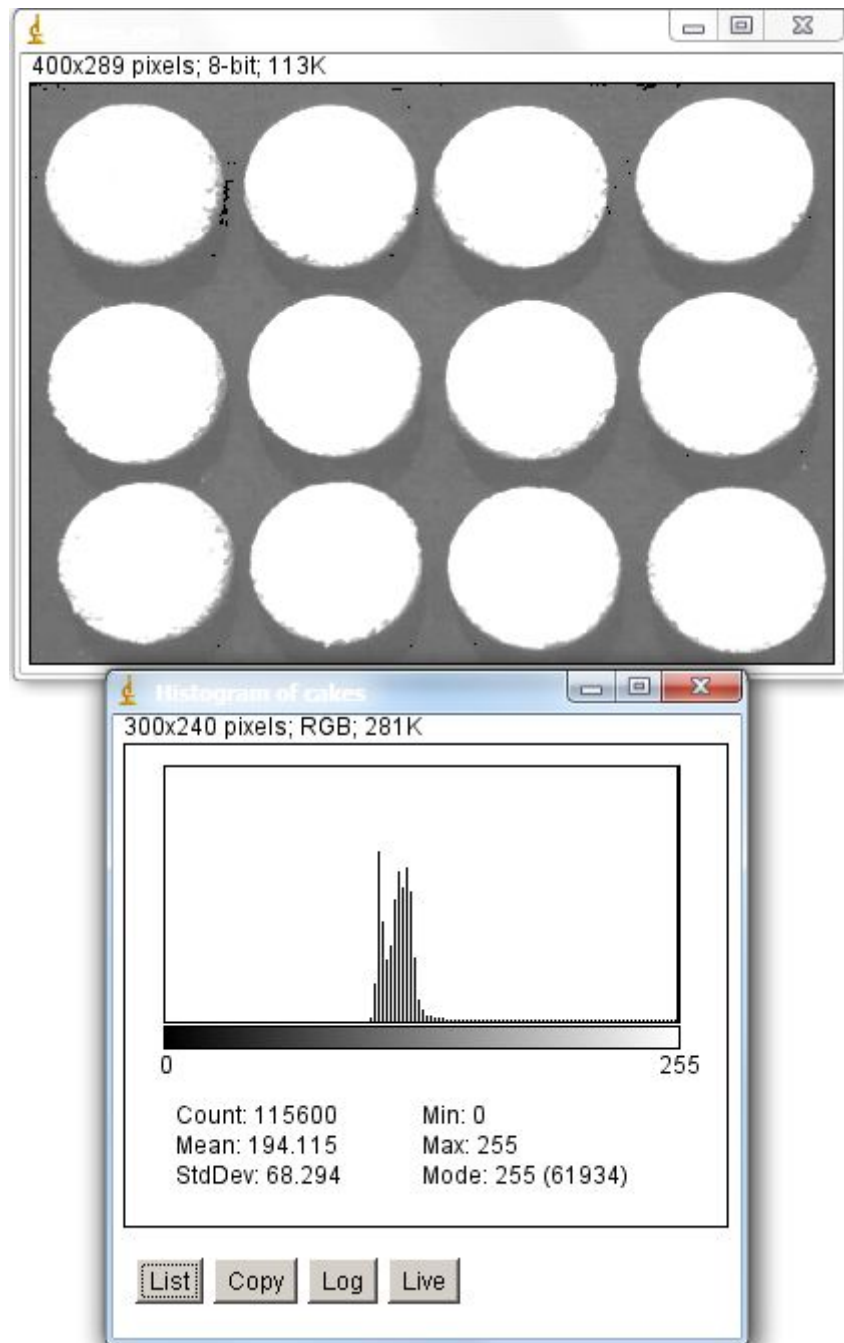 400x289 pixels; 8-bit; 113K
Histogram of cakes
300x240 pixels; RGB; 281K
0 255
Count: 115600 Min: 0
Mean: 194.115 Max: 255
StdDev: 68.294 Mode: 255 (61934)
List Copy Log Live